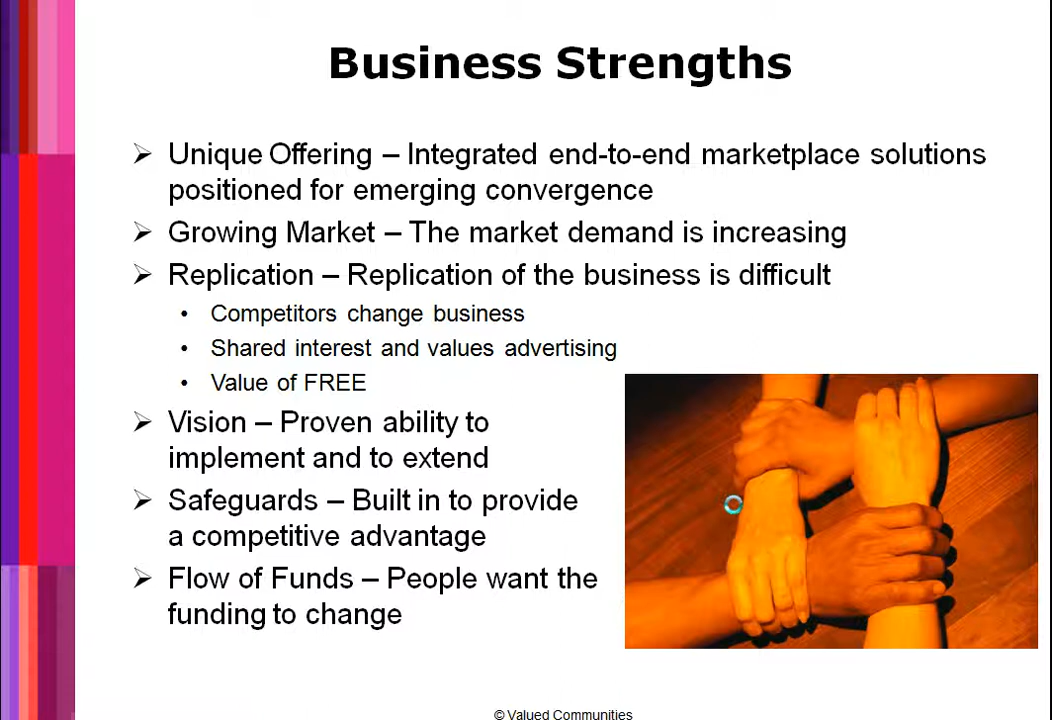 Business Strengths
➢ Unique Offering – Integrated end-to-end marketplace solutions
positioned for emerging convergence
➢ Growing Market – The market demand is increasing
➢ Replication – Replication of the business is difficult
• Competitors change business
• Shared interest and values advertising
• Value of FREE
➢ Vision – Proven ability to
implement and to extend
➢ Safeguards – Built in to provide
a competitive advantage
➢ Flow of Funds – People want the
funding to change
© Valued Communities